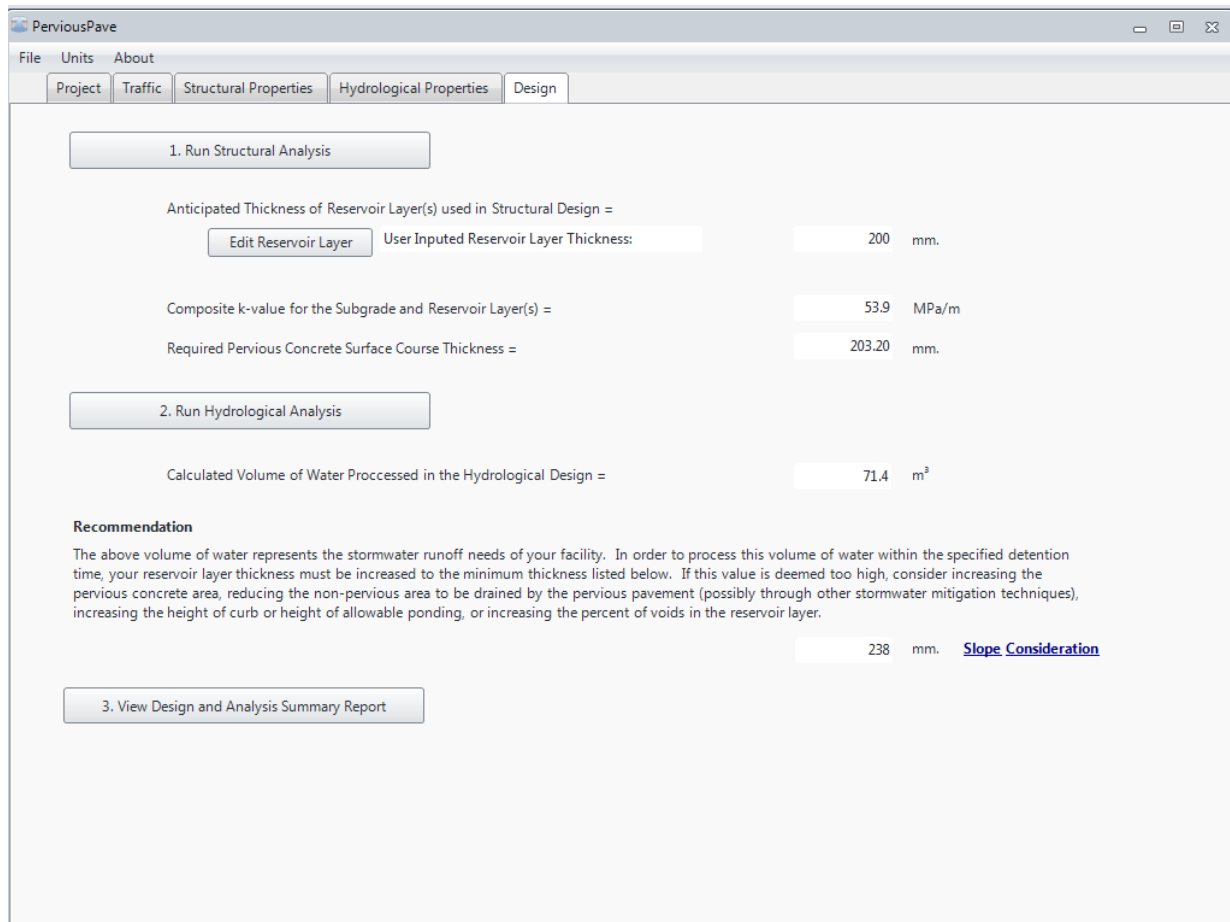 PerviousPave
File Units About
Project Traffic Structural Properties Hydrological Properties Design
1. Run Structural Analysis
Anticipated Thickness of Reservoir Layer(s) used in Structural Design =
Edit Reservoir Layer User Inputed Reservoir Layer Thickness: 200 mm.
Composite k-value for the Subgrade and Reservoir Layer(s) = 53.9 MPa/m
Required Pervious Concrete Surface Course Thickness = 203.20 mm.
2. Run Hydrological Analysis
Calculated Volume of Water Proccessed in the Hydrological Design = 71.4 m³
Recommendation
The above volume of water represents the stormwater runoff needs of your facility. In order to process this volume of water within the specified detention
time, your reservoir layer thickness must be increased to the minimum thickness listed below. If this value is deemed too high, consider increasing the
pervious concrete area, reducing the non-pervious area to be drained by the pervious pavement (possibly through other stormwater mitigation techniques),
increasing the height of curb or height of allowable ponding, or increasing the percent of voids in the reservoir layer.
238 mm. Slope Consideration
3. View Design and Analysis Summary Report